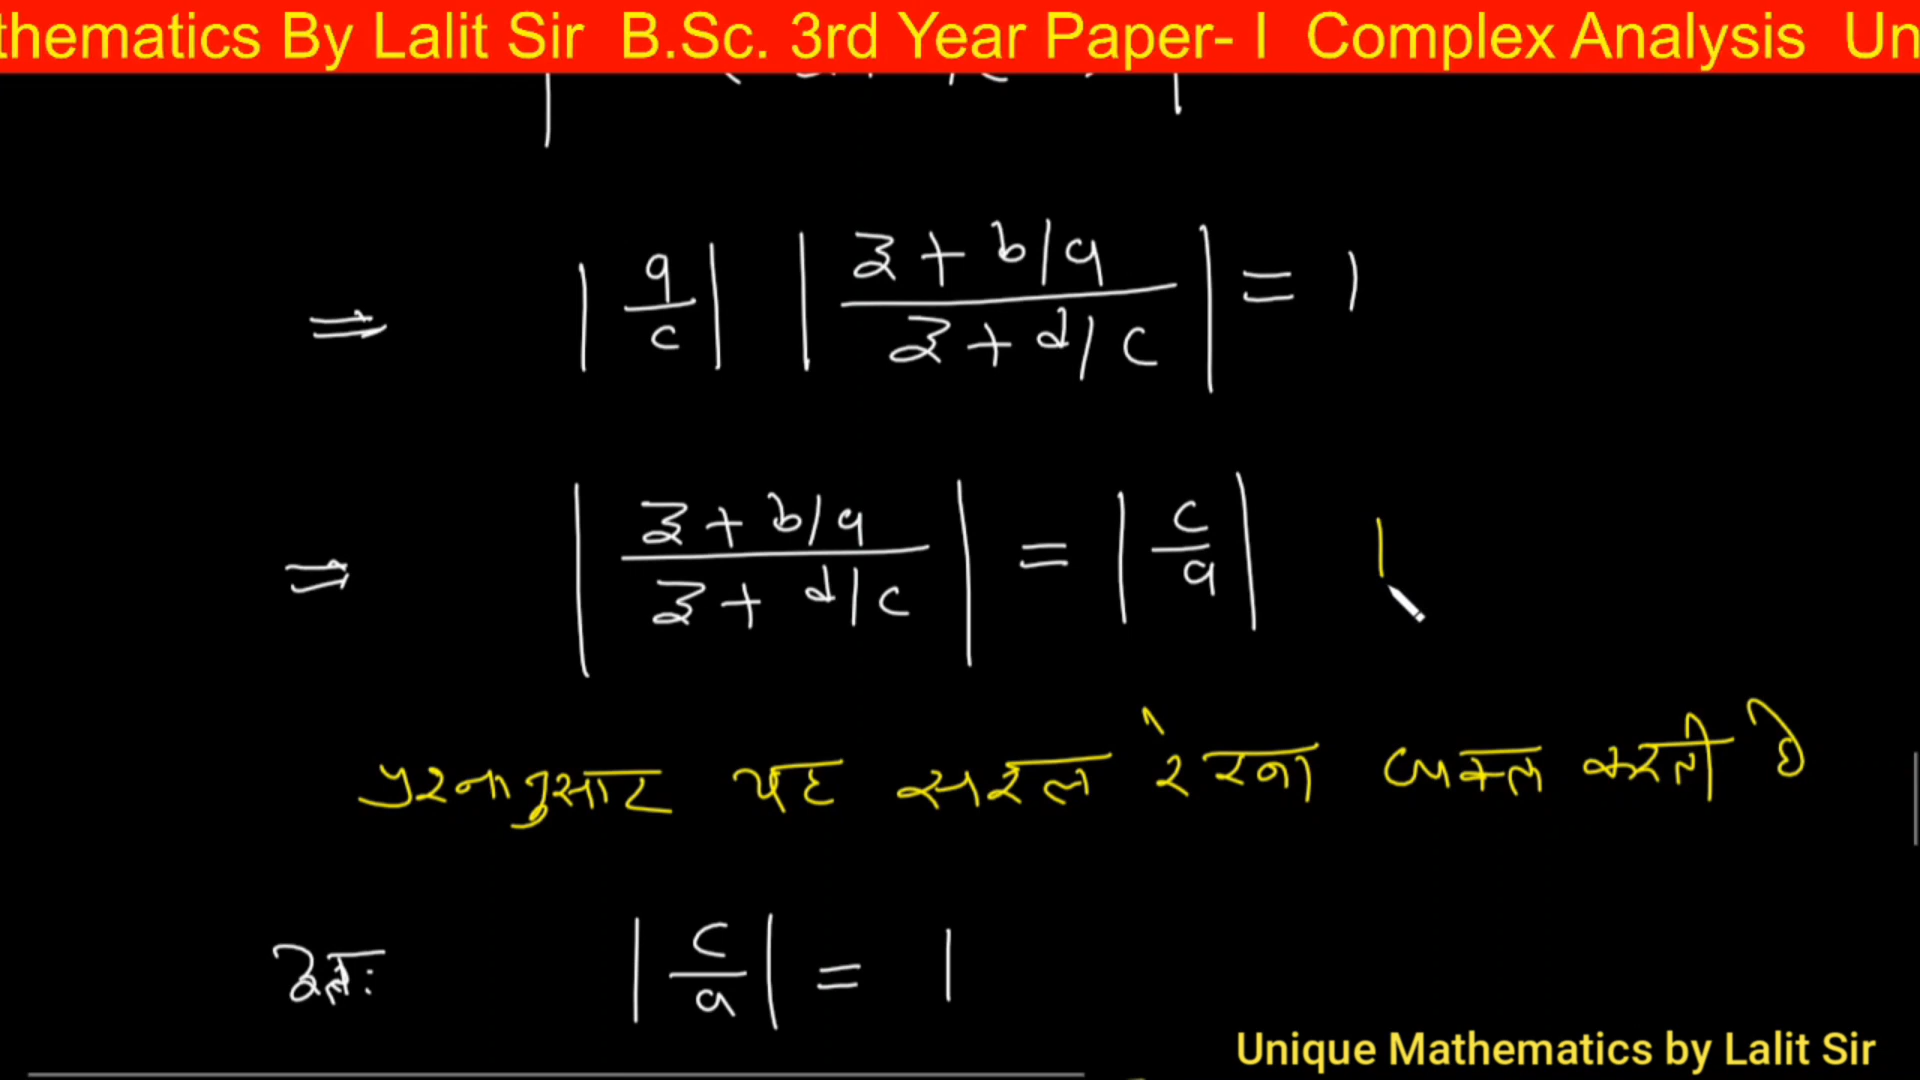 thematics By Lalit Sir B.Sc. 3rd Year Paper- I Complex Analysis Un
⇒ |a/c| |(z + b/a)/(z + d/c)| = 1
⇒ |(z + b/a)/(z + d/c)| = |c/a| |
प्रश्नानुसार यह सरल रेखा व्यक्त करती है
अतः |c/a| = 1
Unique Mathematics by Lalit Sir